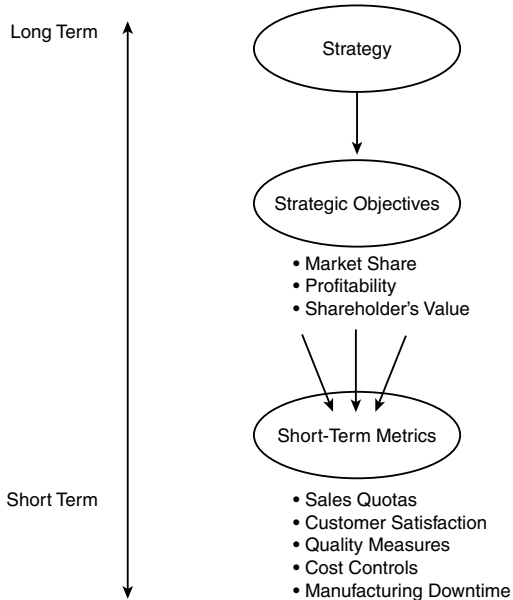 Long Term
Strategy
Strategic Objectives
• Market Share
• Profitability
• Shareholder’s Value
Short-Term Metrics
Short Term
• Sales Quotas
• Customer Satisfaction
• Quality Measures
• Cost Controls
• Manufacturing Downtime